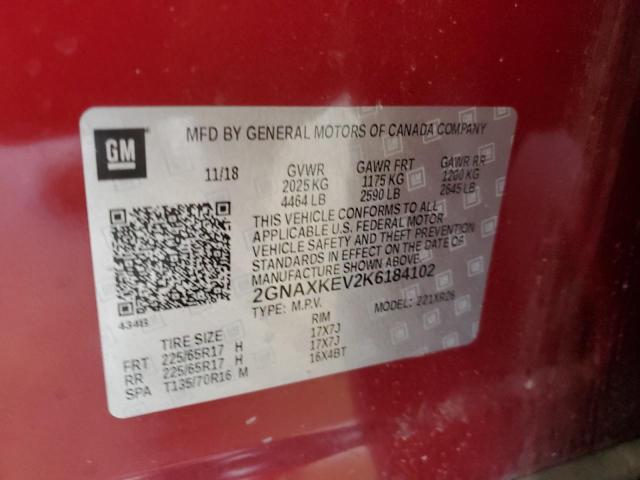 GM
MFD BY GENERAL MOTORS OF CANADA COMPANY
11/18 GVWR GAWR FRT GAWR RR
2025 KG 1175 KG 1200 KG
4464 LB 2590 LB 2645 LB
THIS VEHICLE CONFORMS TO ALL
APPLICABLE U.S. FEDERAL MOTOR
VEHICLE SAFETY AND THEFT PREVENTION
STANDARDS IN EFFECT ON THE DATE OF
MANUFACTURE SHOWN ABOVE.
2GNAXKEV2K6184102
TYPE: M.P.V. MODEL: 221XR26
434B
TIRE SIZE RIM
FRT 225/65R17 H 17X7J
RR 225/65R17 H 17X7J
SPA T135/70R16 M 16X4BT